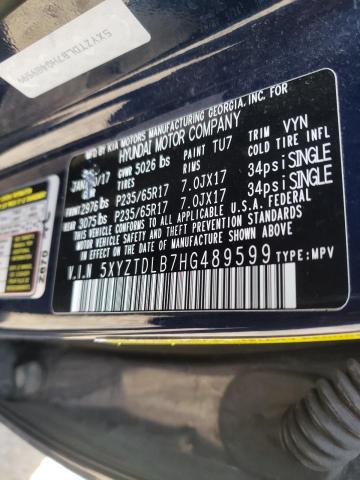 5XYZTDLB7HG489599
MFD. BY KIA MOTORS MANUFACTURING GEORGIA, INC. FOR
HYUNDAI MOTOR COMPANY
JAN /17 GVWR 5026 lbs PAINT TU7 TRIM VYN
TIRES RIMS COLD TIRE INFL.
FRONT 2976 lbs P235/65R17 7.0JX17 34psi SINGLE
REAR 3075 lbs P235/65R17 7.0JX17 34psi SINGLE
THIS VEHICLE CONFORMS TO ALL APPLICABLE U.S.A. FEDERAL
MOTOR VEHICLE SAFETY AND THEFT PREVENTION STANDARDS IN EFFECT
ON THE DATE OF MANUFACTURE SHOWN ABOVE.
V.I.N 5XYZTDLB7HG489599 TYPE:MPV